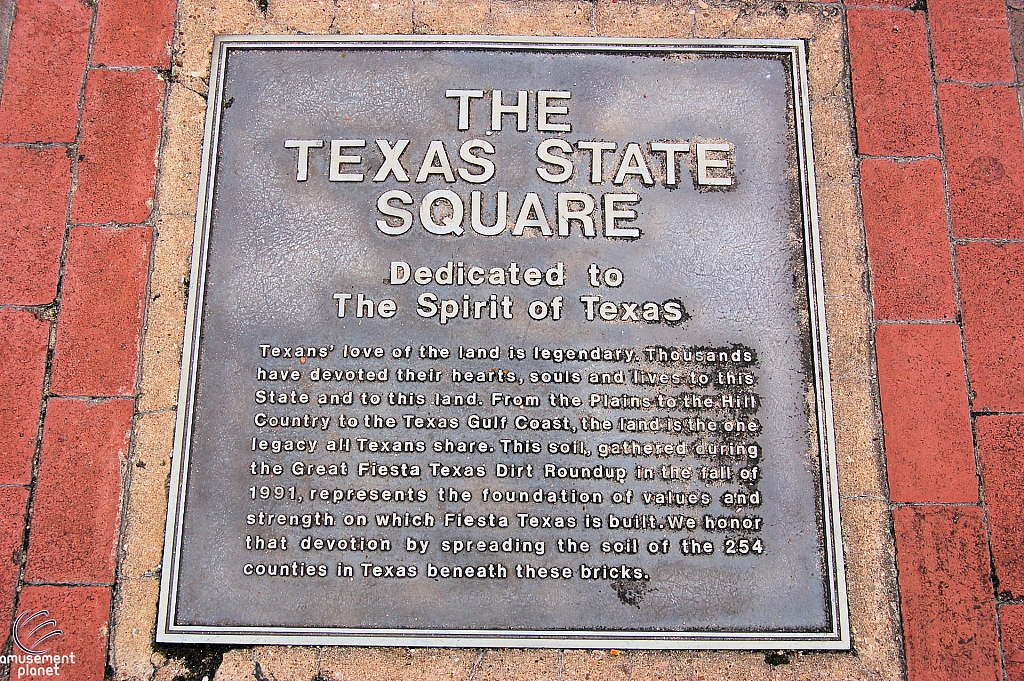 THE
TEXAS STATE
SQUARE
Dedicated to
The Spirit of Texas
Texans' love of the land is legendary. Thousands
have devoted their hearts, souls and lives to this
State and to this land. From the Plains to the Hill
Country to the Texas Gulf Coast, the land is the one
legacy all Texans share. This soil, gathered during
the Great Fiesta Texas Dirt Roundup in the fall of
1991, represents the foundation of values and
strength on which Fiesta Texas is built. We honor
that devotion by spreading the soil of the 254
counties in Texas beneath these bricks.
amusement
planet